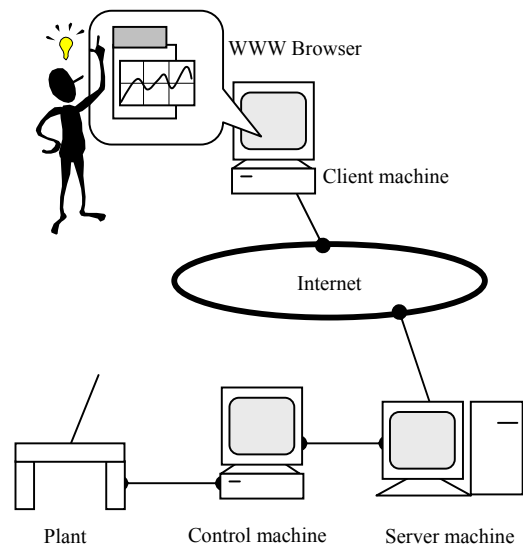 WWW Browser
Client machine
Internet
Plant
Control machine
Server machine